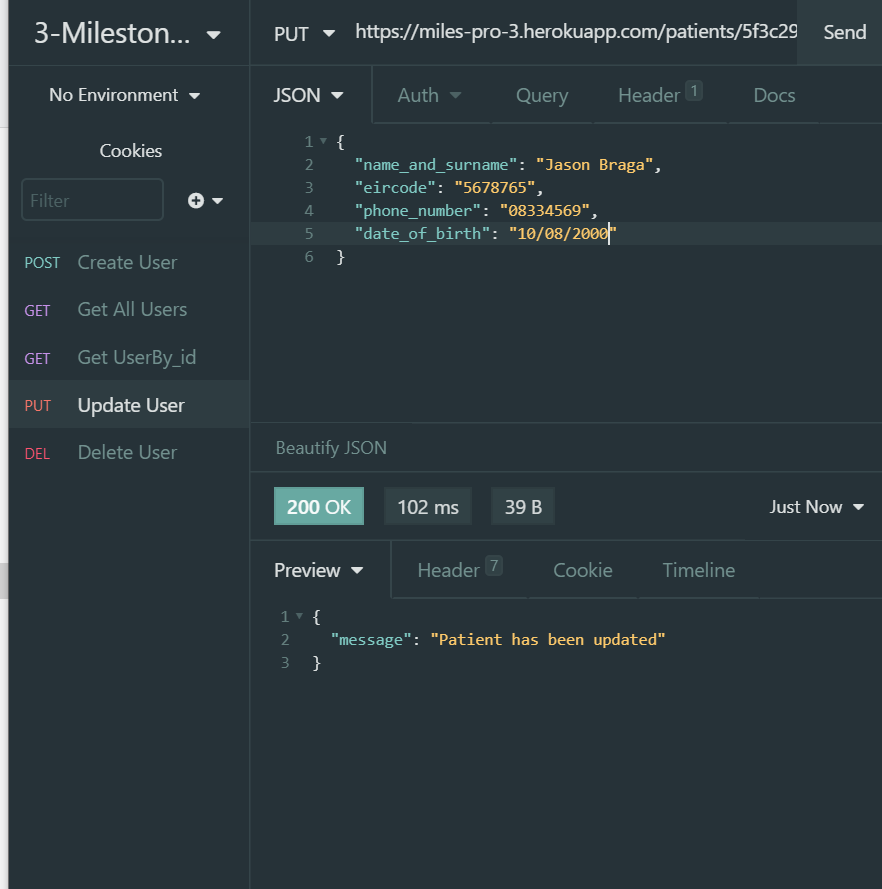 3-Mileston...
PUT https://miles-pro-3.herokuapp.com/patients/5f3c29 Send
No Environment
JSON Auth Query Header 1 Docs
Cookies
Filter
1 {
2 "name_and_surname": "Jason Braga",
3 "eircode": "5678765",
4 "phone_number": "08334569",
5 "date_of_birth": "10/08/2000"
6 }
POST Create User
GET Get All Users
GET Get UserBy_id
PUT Update User
DEL Delete User
Beautify JSON
200 OK 102 ms 39 B Just Now
Preview Header 7 Cookie Timeline
1 {
2 "message": "Patient has been updated"
3 }